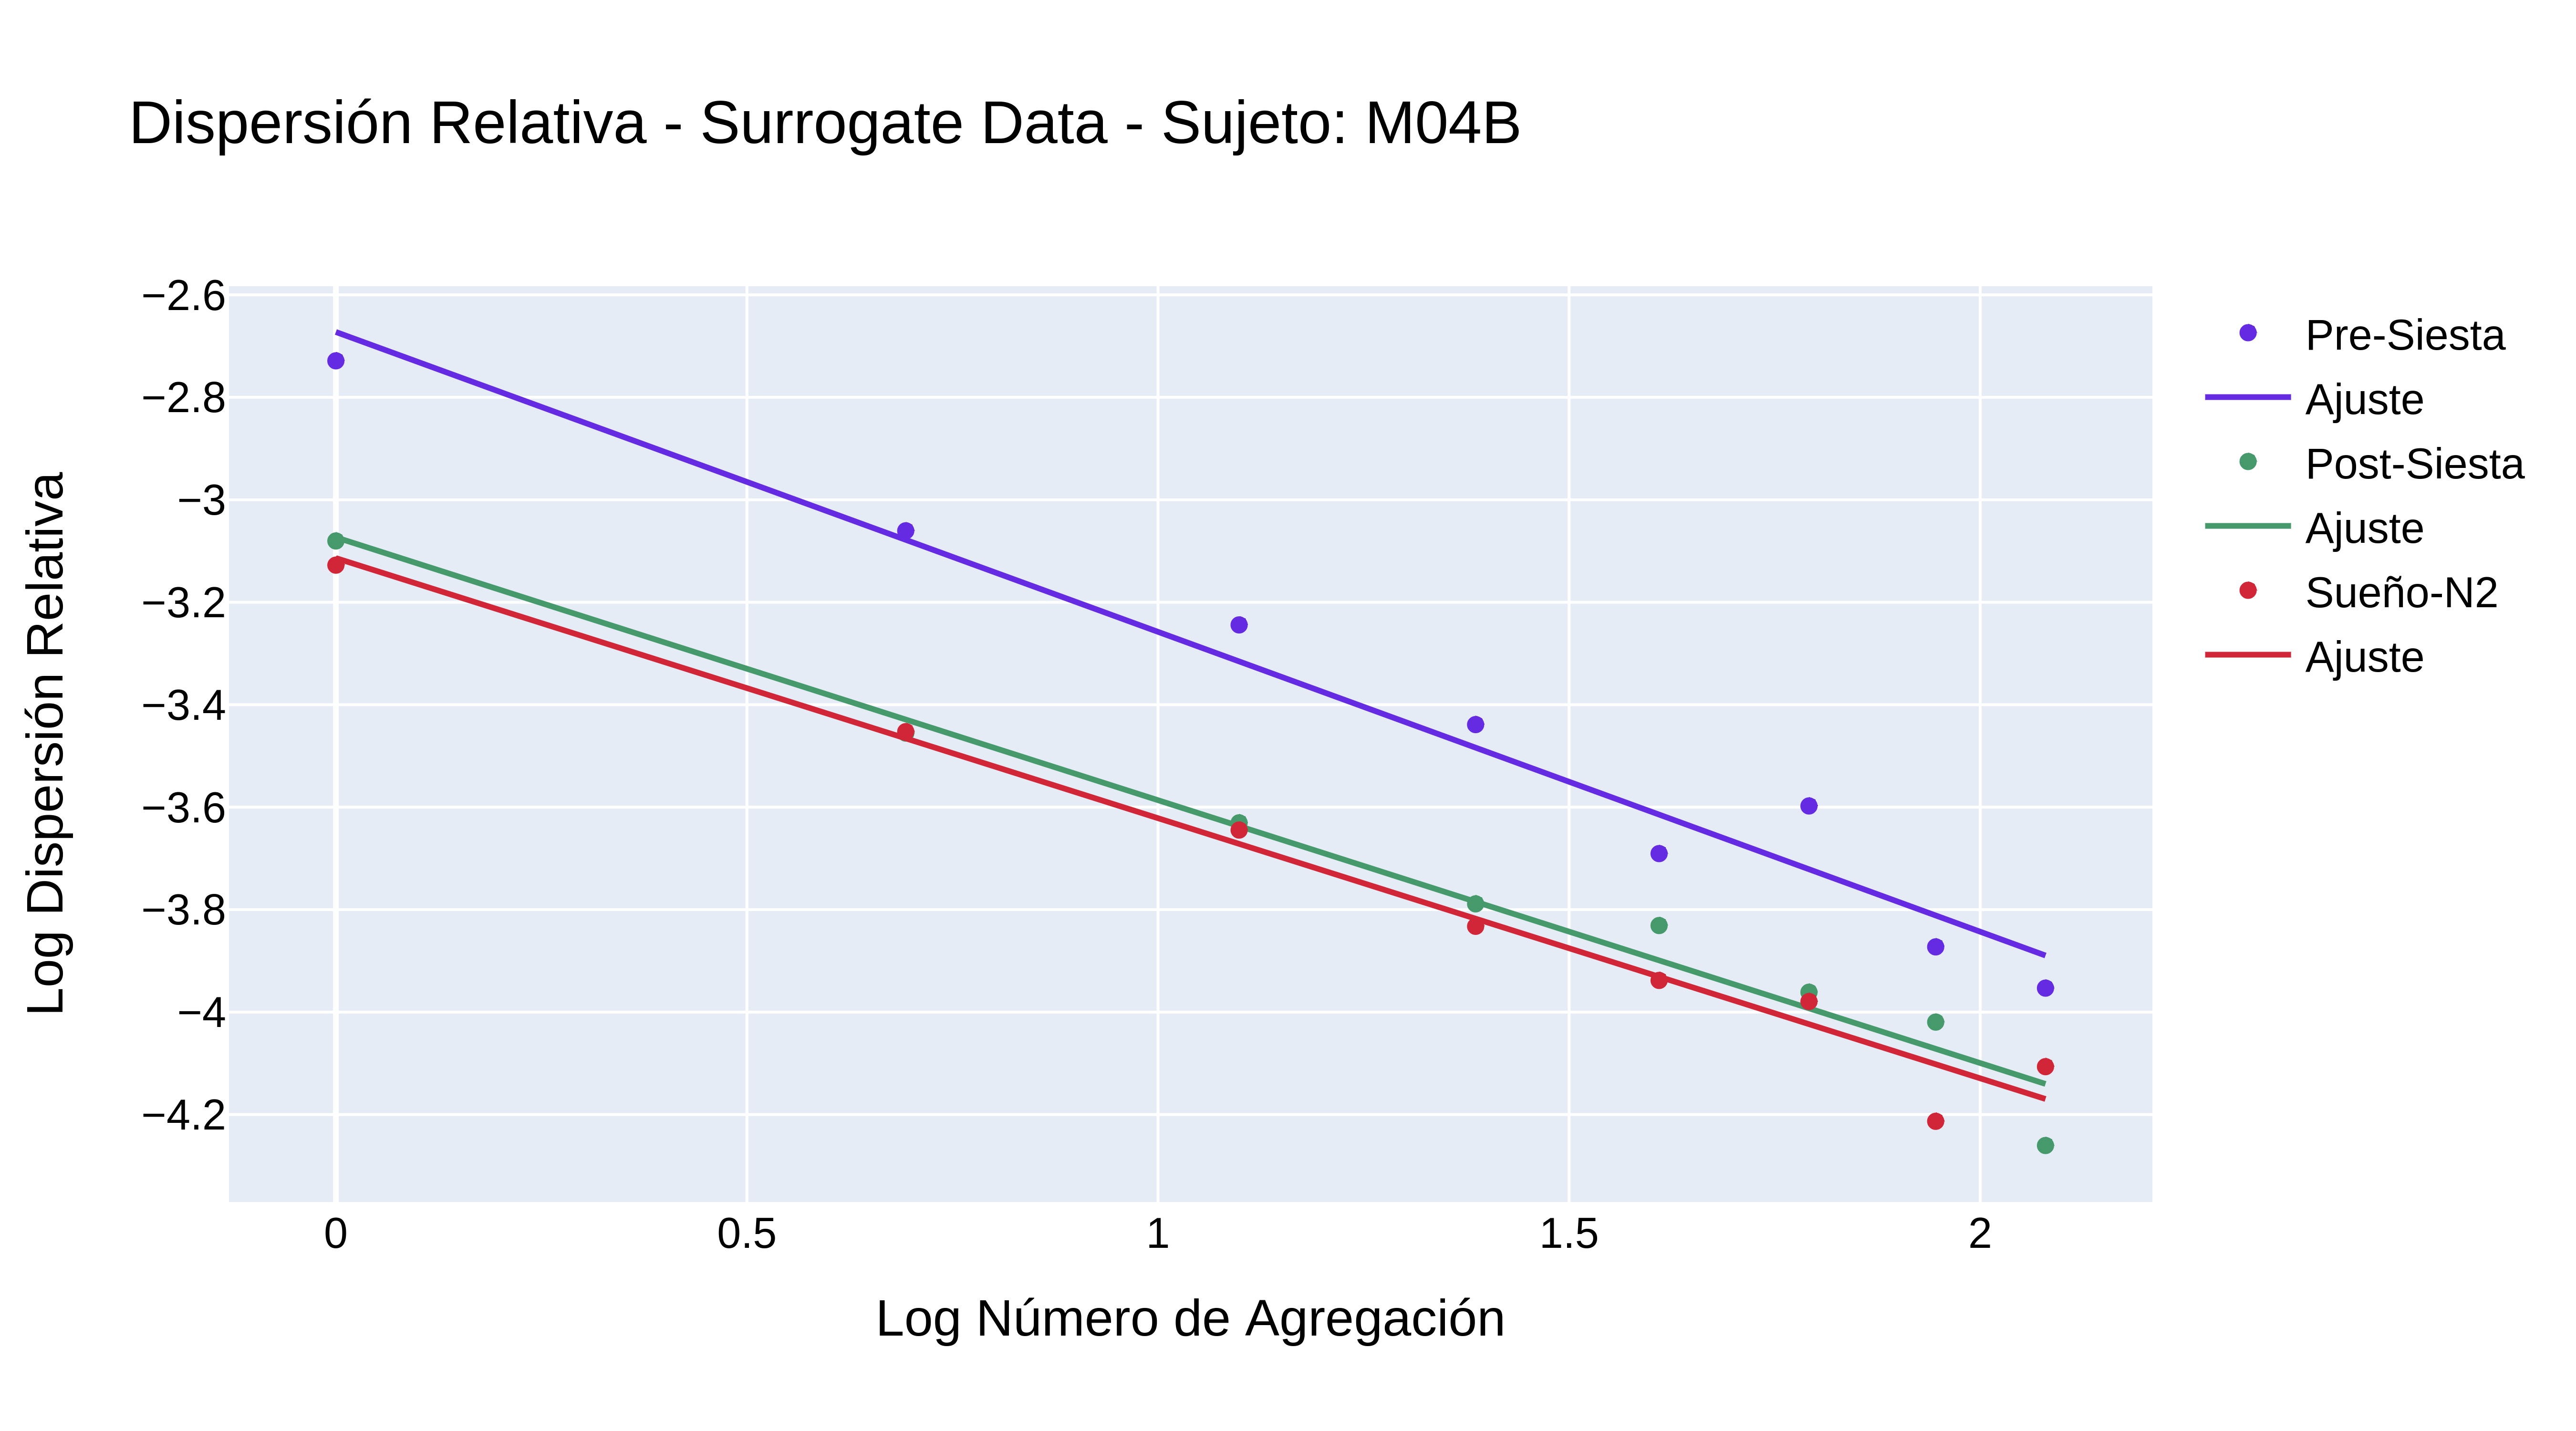 Dispersión Relativa - Surrogate Data - Sujeto: M04B
Log Dispersión Relativa
−2.6
−2.8
−3
−3.2
−3.4
−3.6
−3.8
−4
−4.2
0
0.5
1
1.5
2
Log Número de Agregación
Pre-Siesta
Ajuste
Post-Siesta
Ajuste
Sueño-N2
Ajuste